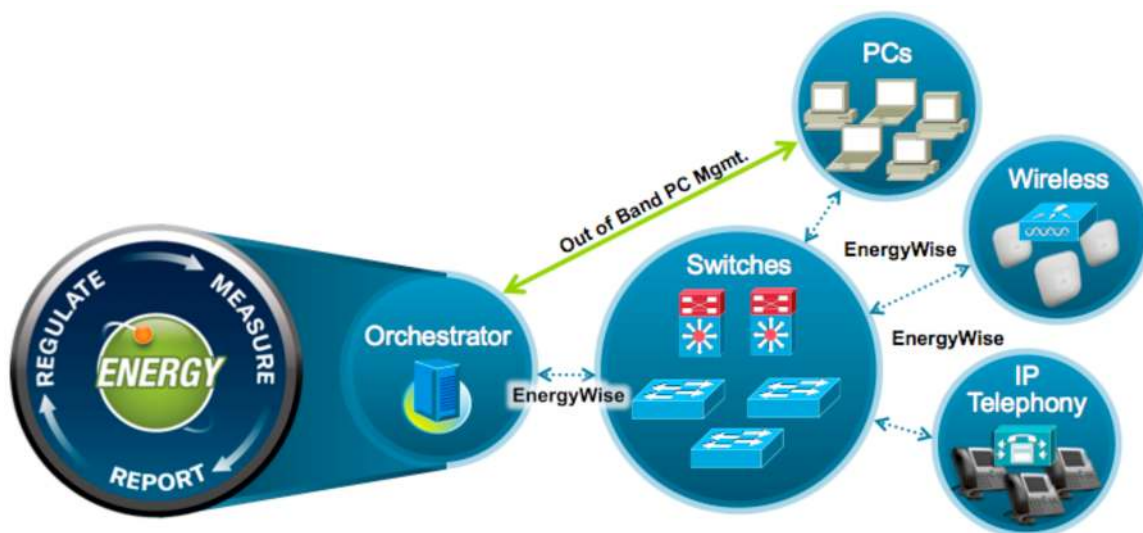 PCs
Out of Band PC Mgmt.
Wireless
EnergyWise
Switches
REGULATE
MEASURE
REPORT
ENERGY
Orchestrator
EnergyWise
EnergyWise
IP
Telephony